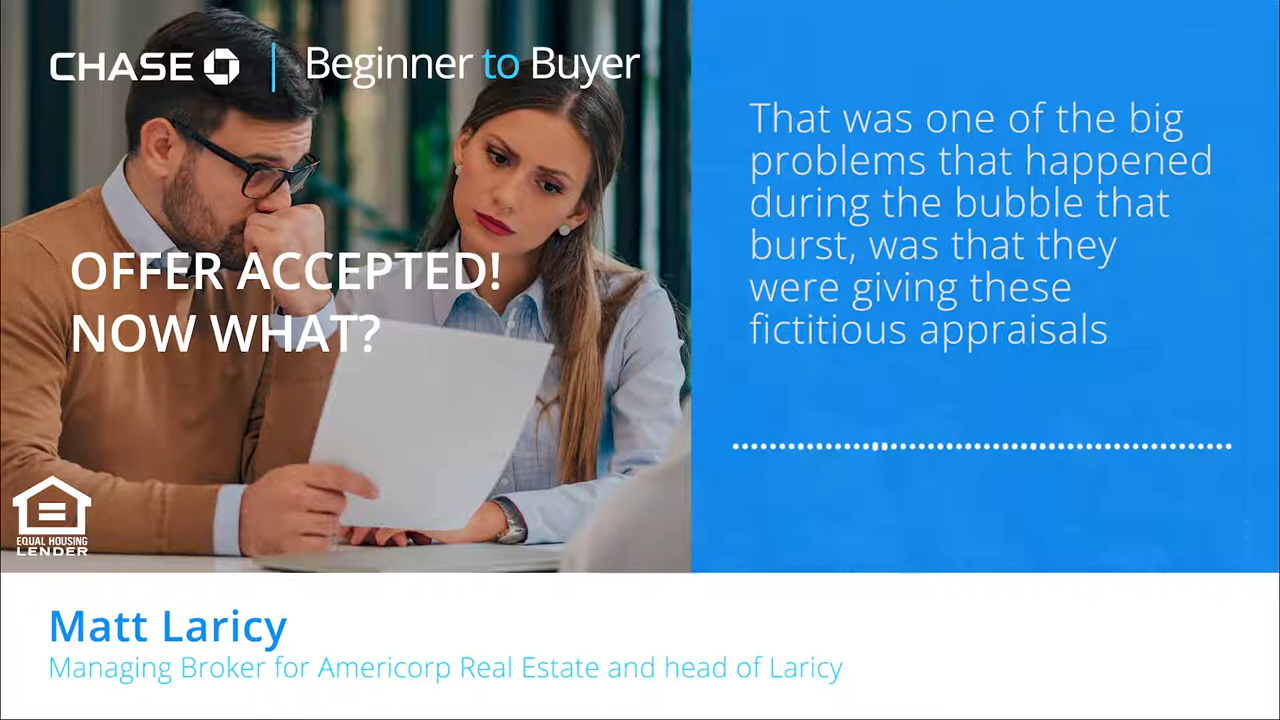 CHASE | Beginner to Buyer
OFFER ACCEPTED!
NOW WHAT?
EQUAL HOUSING
LENDER
That was one of the big
problems that happened
during the bubble that
burst, was that they
were giving these
fictitious appraisals
Matt Laricy
Managing Broker for Americorp Real Estate and head of Laricy